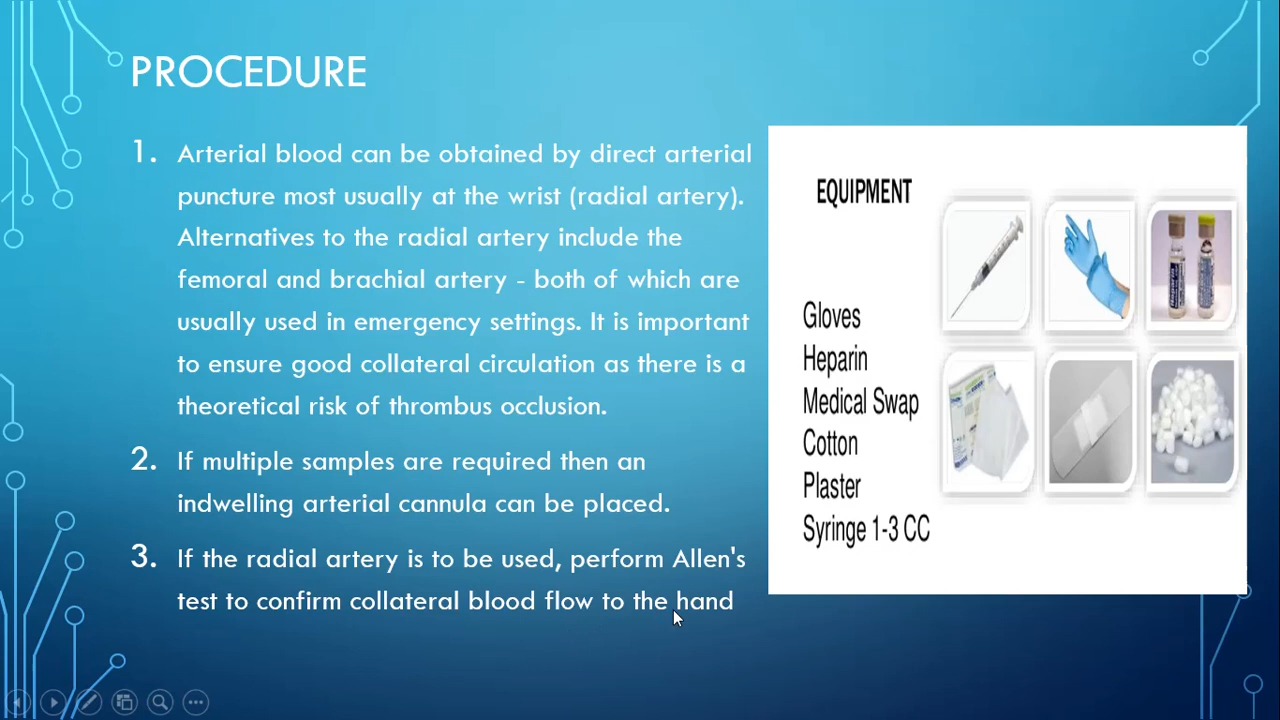 PROCEDURE
1. Arterial blood can be obtained by direct arterial
puncture most usually at the wrist (radial artery).
Alternatives to the radial artery include the
femoral and brachial artery - both of which are
usually used in emergency settings. It is important
to ensure good collateral circulation as there is a
theoretical risk of thrombus occlusion.
2. If multiple samples are required then an
indwelling arterial cannula can be placed.
3. If the radial artery is to be used, perform Allen's
test to confirm collateral blood flow to the hand
EQUIPMENT
Gloves
Heparin
Medical Swap
Cotton
Plaster
Syringe 1-3 CC